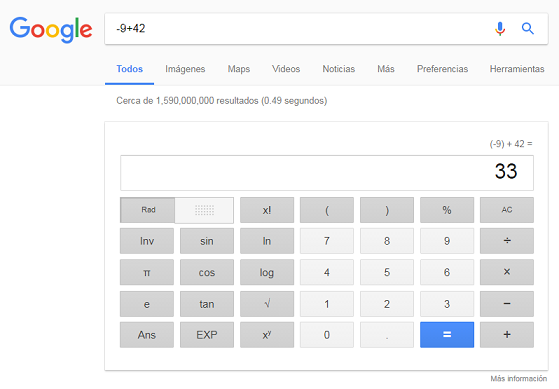 Google -9+42
Todos Imágenes Maps Videos Noticias Más Preferencias Herramientas
Cerca de 1,590,000,000 resultados (0.49 segundos)
(-9) + 42 =
33
Rad x! ( ) % AC
Inv sin ln 7 8 9 ÷
π cos log 4 5 6 ×
e tan √ 1 2 3 −
Ans EXP xʸ 0 . = +
Más información